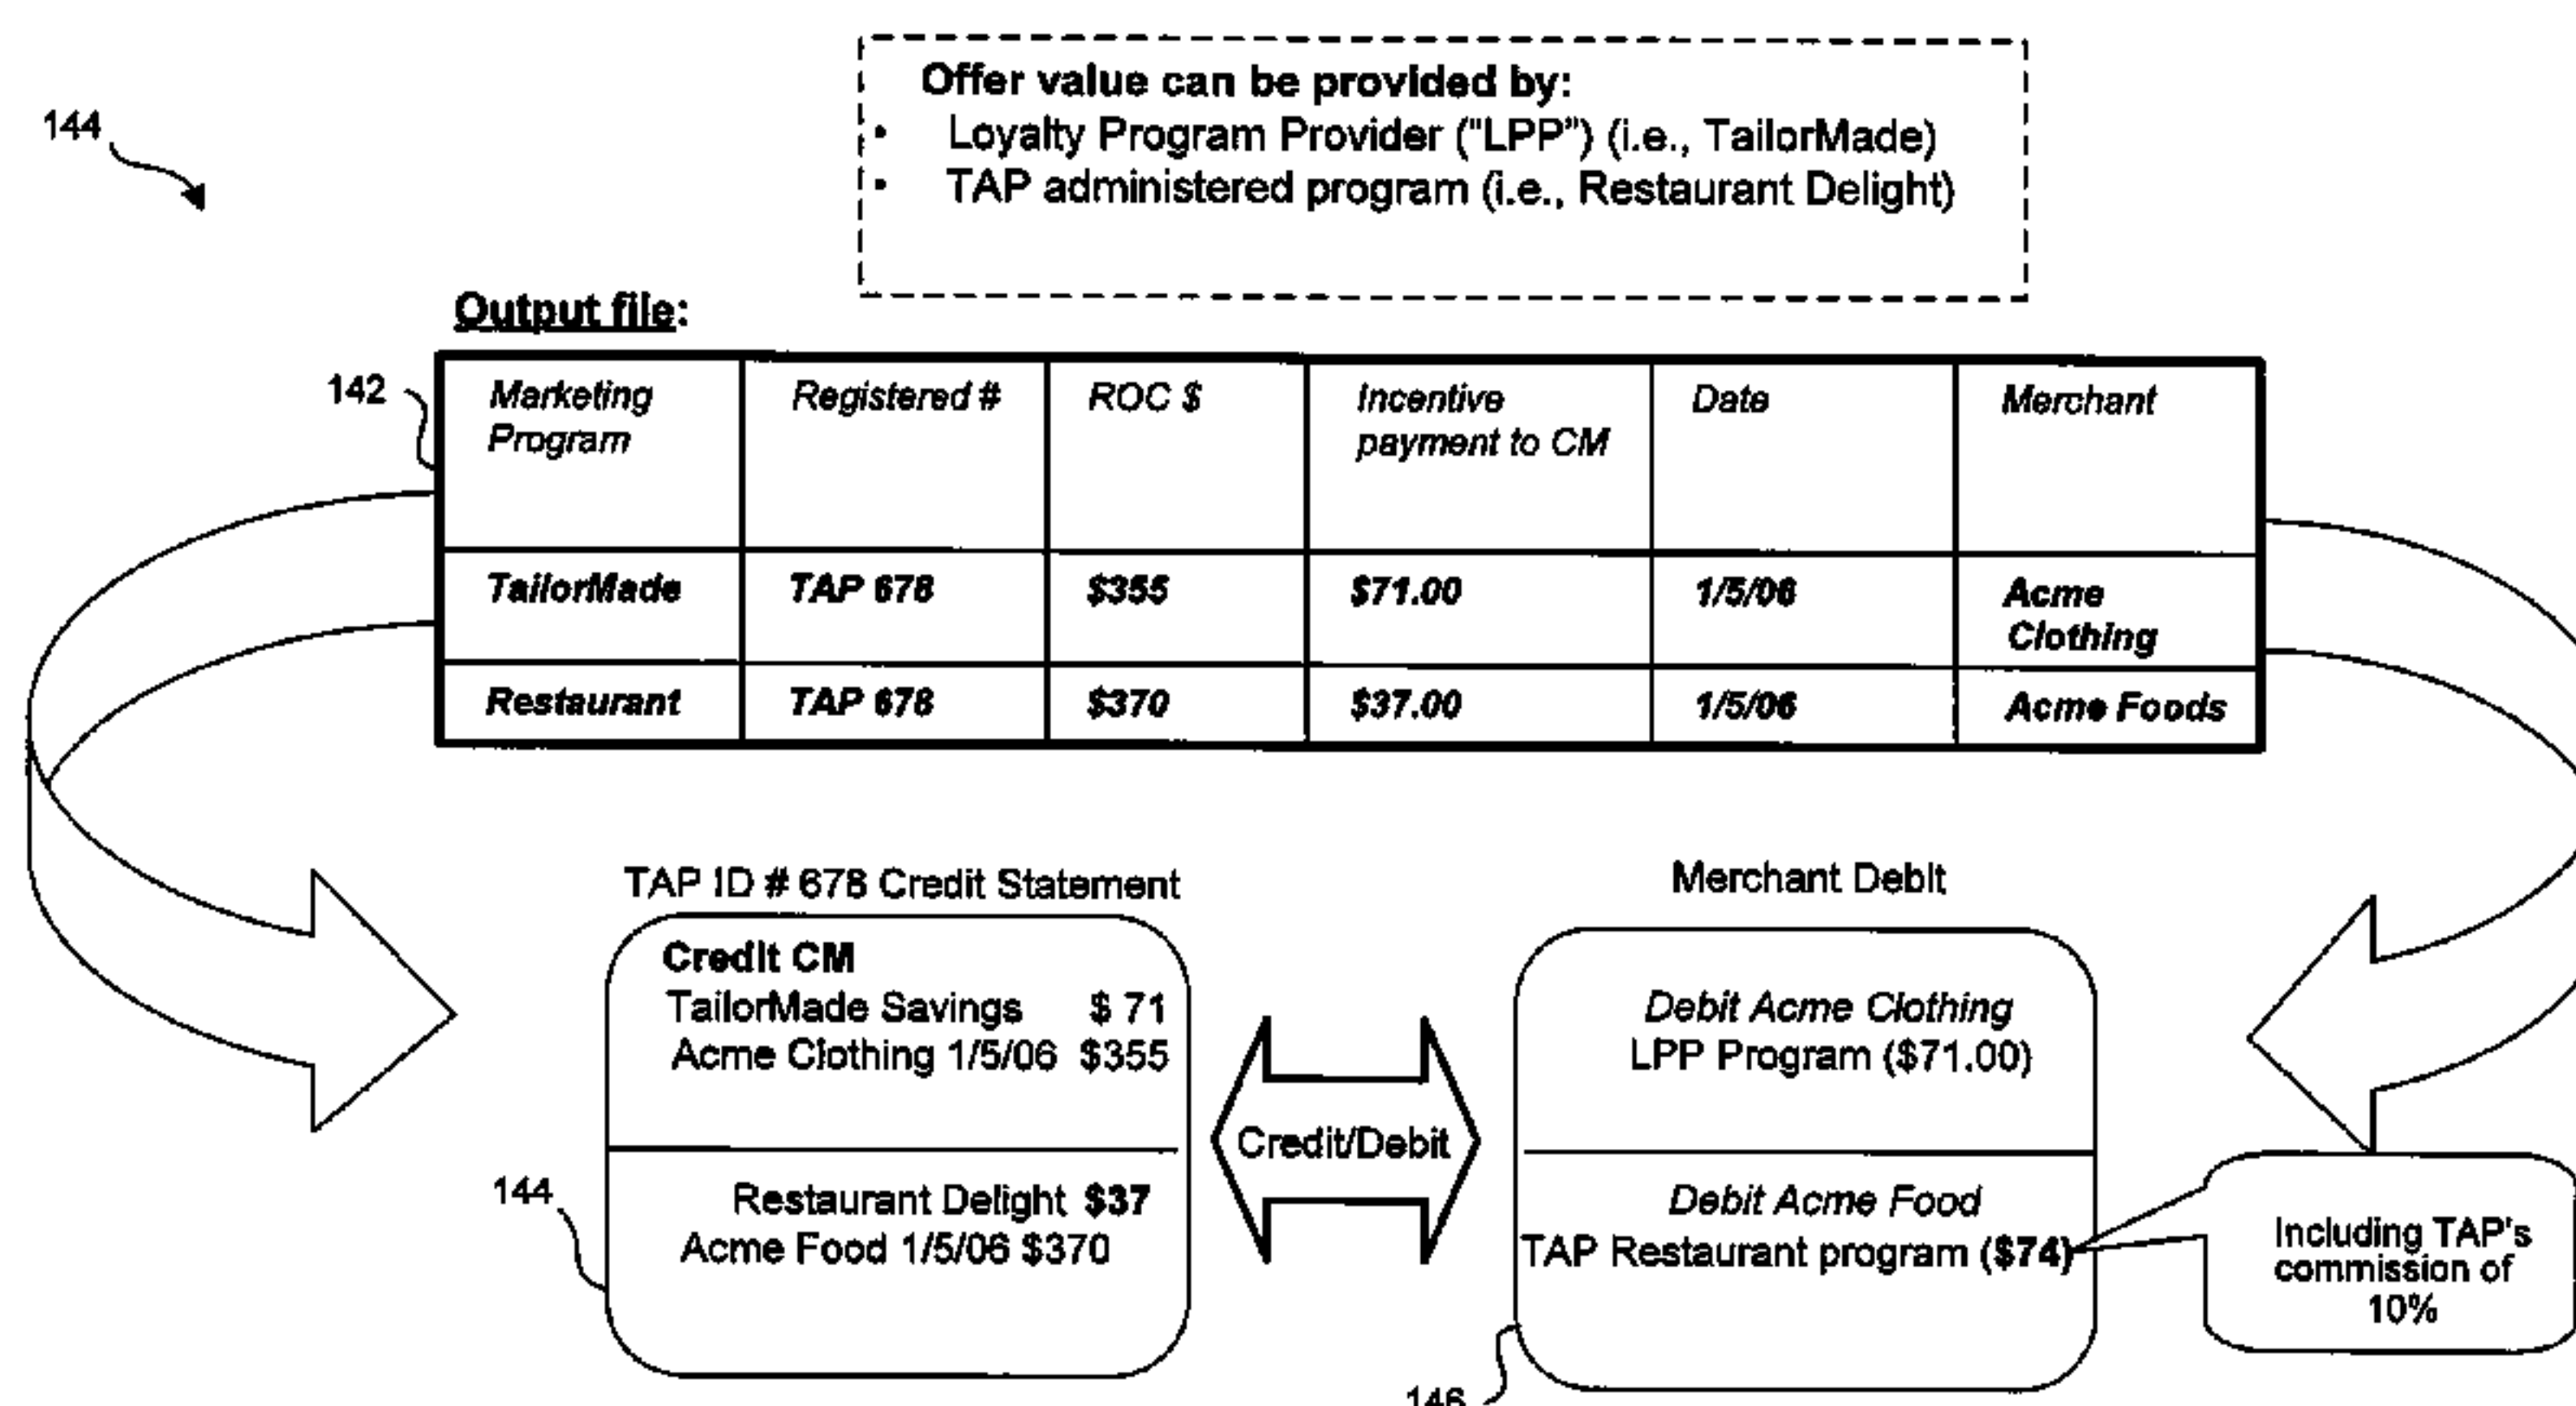 144
Offer value can be provided by:
• Loyalty Program Provider ("LPP") (i.e., TailorMade)
• TAP administered program (i.e., Restaurant Delight)
Output file:
142
Marketing Program
Registered #
ROC $
Incentive payment to CM
Date
Merchant
TailorMade
TAP 678
$355
$71.00
1/5/06
Acme Clothing
Restaurant
TAP 678
$370
$37.00
1/5/06
Acme Foods
TAP ID # 678 Credit Statement
Credit CM
TailorMade Savings $ 71
Acme Clothing 1/5/06 $355
144
Restaurant Delight $37
Acme Food 1/5/06 $370
Credit/Debit
Merchant Debit
Debit Acme Clothing
LPP Program ($71.00)
Debit Acme Food
TAP Restaurant program ($74)
146
Including TAP's
commission of
10%